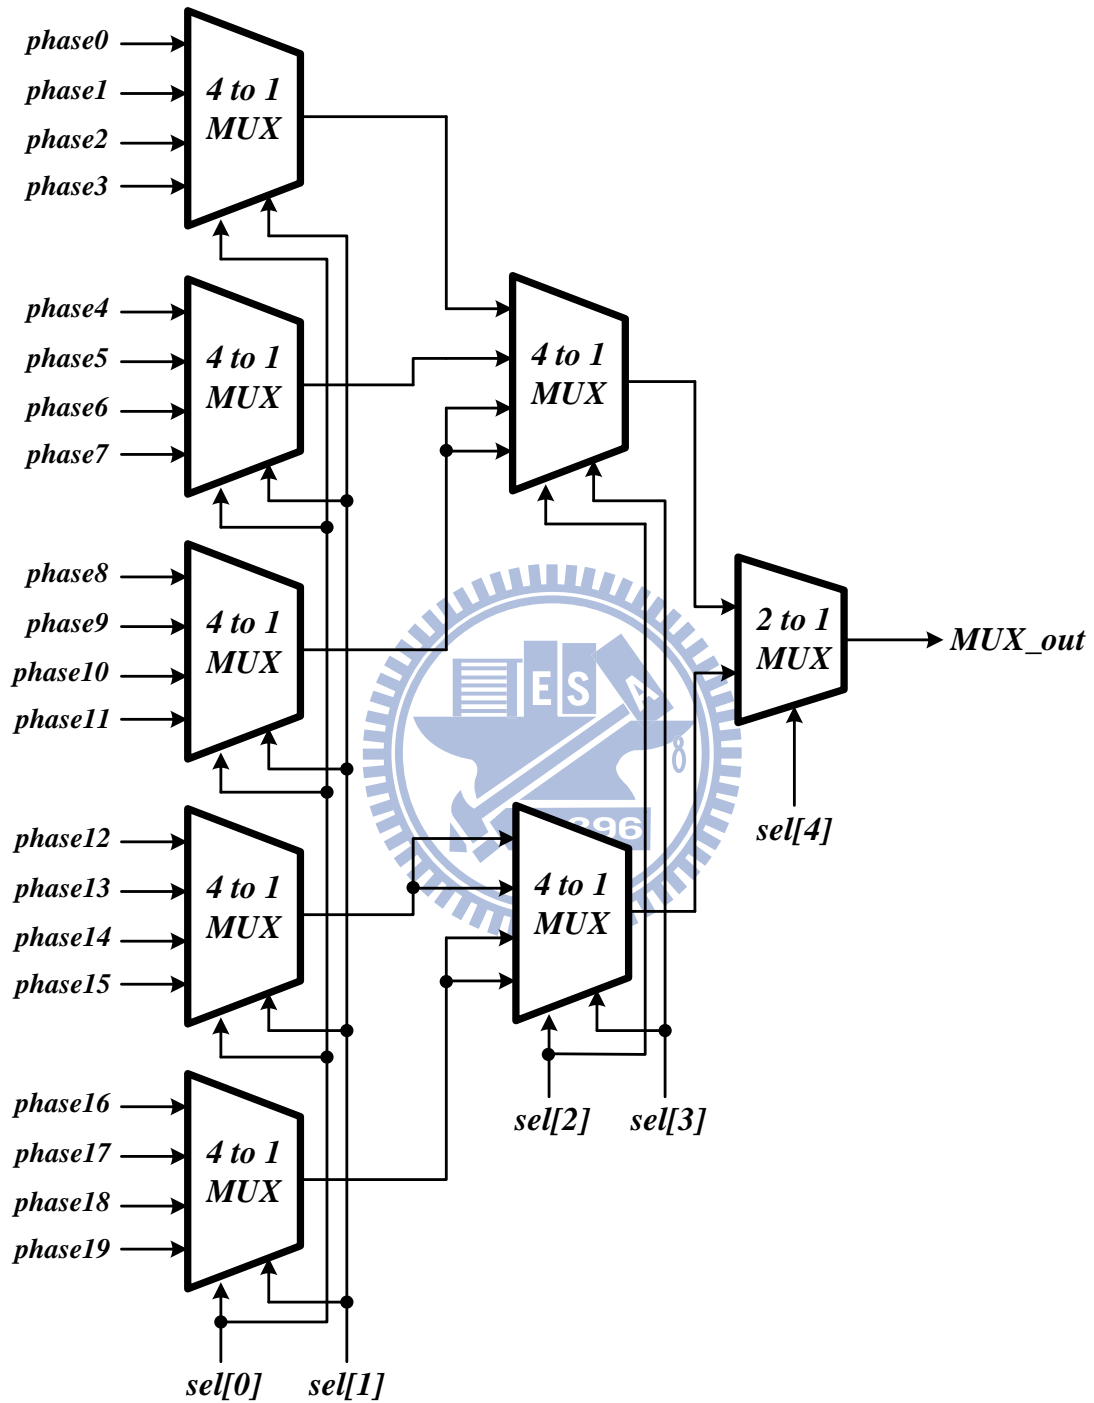 phase0
phase1
phase2
phase3
4 to 1
MUX
phase4
phase5
phase6
phase7
4 to 1
MUX
4 to 1
MUX
phase8
phase9
phase10
phase11
4 to 1
MUX
2 to 1
MUX
MUX_out
sel[4]
E S A
8
896
phase12
phase13
phase14
phase15
4 to 1
MUX
4 to 1
MUX
sel[2]
sel[3]
phase16
phase17
phase18
phase19
4 to 1
MUX
sel[0]
sel[1]